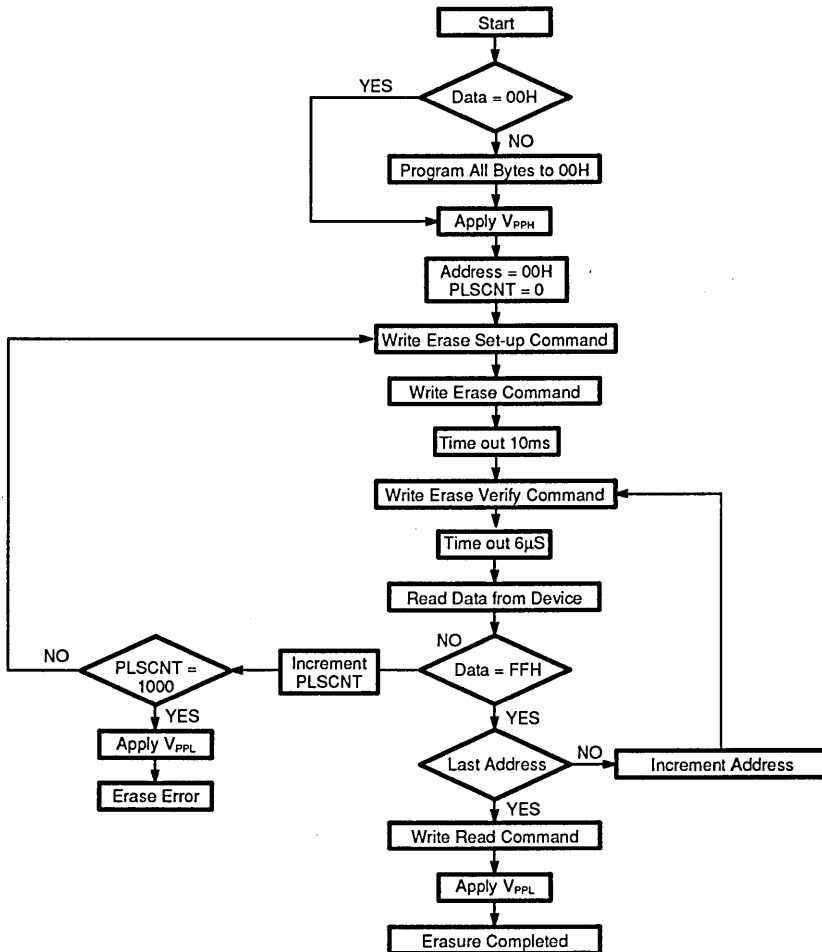 Start
YES
Data = 00H
NO
Program All Bytes to 00H
Apply VPPH
Address = 00H
PLSCNT = 0
Write Erase Set-up Command
Write Erase Command
Time out 10ms
Write Erase Verify Command
Time out 6µS
Read Data from Device
NO
PLSCNT =
1000
Increment
PLSCNT
NO
Data = FFH
YES
YES
Apply VPPL
Last Address
NO
Increment Address
Erase Error
YES
Write Read Command
Apply VPPL
Erasure Completed